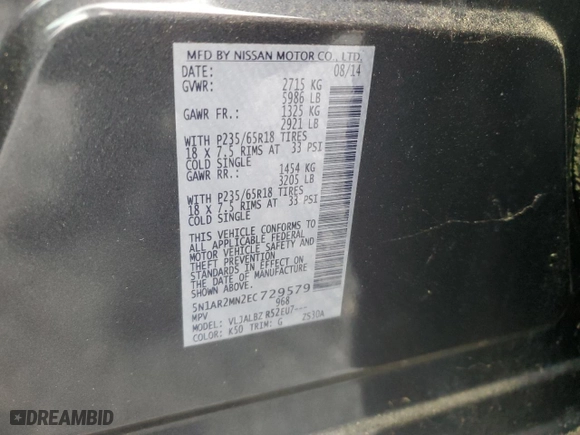 MFD BY NISSAN MOTOR CO., LTD.
DATE: 08/14
GVWR: 2715 KG
5986 LB
GAWR FR.: 1325 KG
2921 LB
WITH P235/65R18 TIRES
18 X 7.5 RIMS AT 33 PSI
COLD SINGLE
GAWR RR.: 1454 KG
3205 LB
WITH P235/65R18 TIRES
18 X 7.5 RIMS AT 33 PSI
COLD SINGLE
THIS VEHICLE CONFORMS TO
ALL APPLICABLE FEDERAL
MOTOR VEHICLE SAFETY AND
THEFT PREVENTION
STANDARDS IN EFFECT ON
THE DATE OF MANUFACTURE
SHOWN ABOVE.
5N1AR2MN2EC729579
MPV 968
MODEL: VLJALBZ R52EU7---
COLOR: K50 TRIM: G 2S30A
DREAMBID